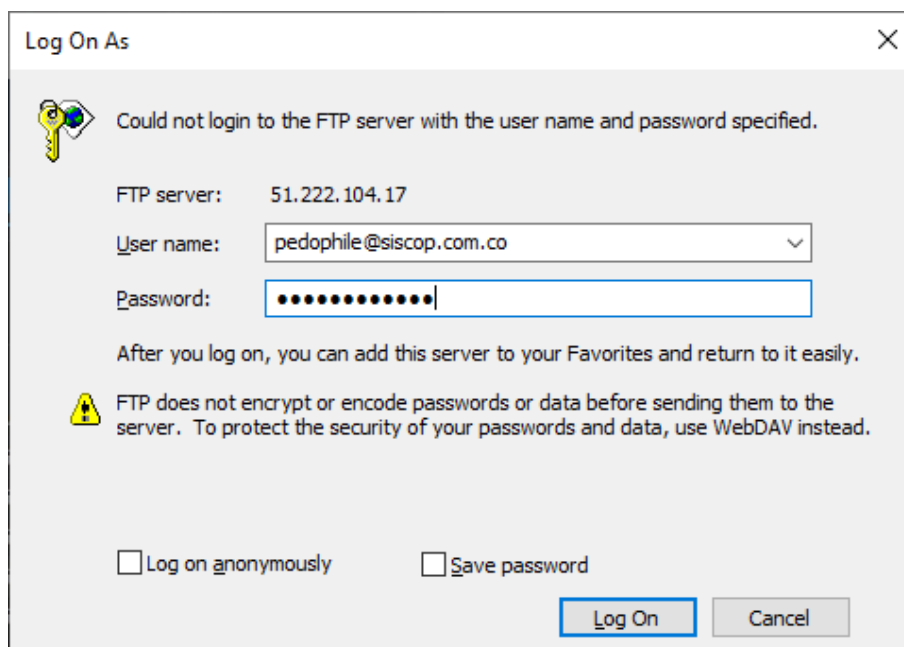 Log On As
Could not login to the FTP server with the user name and password specified.
FTP server: 51.222.104.17
User name: pedophile@siscop.com.co
Password: ●●●●●●●●●●●●
After you log on, you can add this server to your Favorites and return to it easily.
FTP does not encrypt or encode passwords or data before sending them to the
server. To protect the security of your passwords and data, use WebDAV instead.
Log on anonymously
Save password
Log On
Cancel